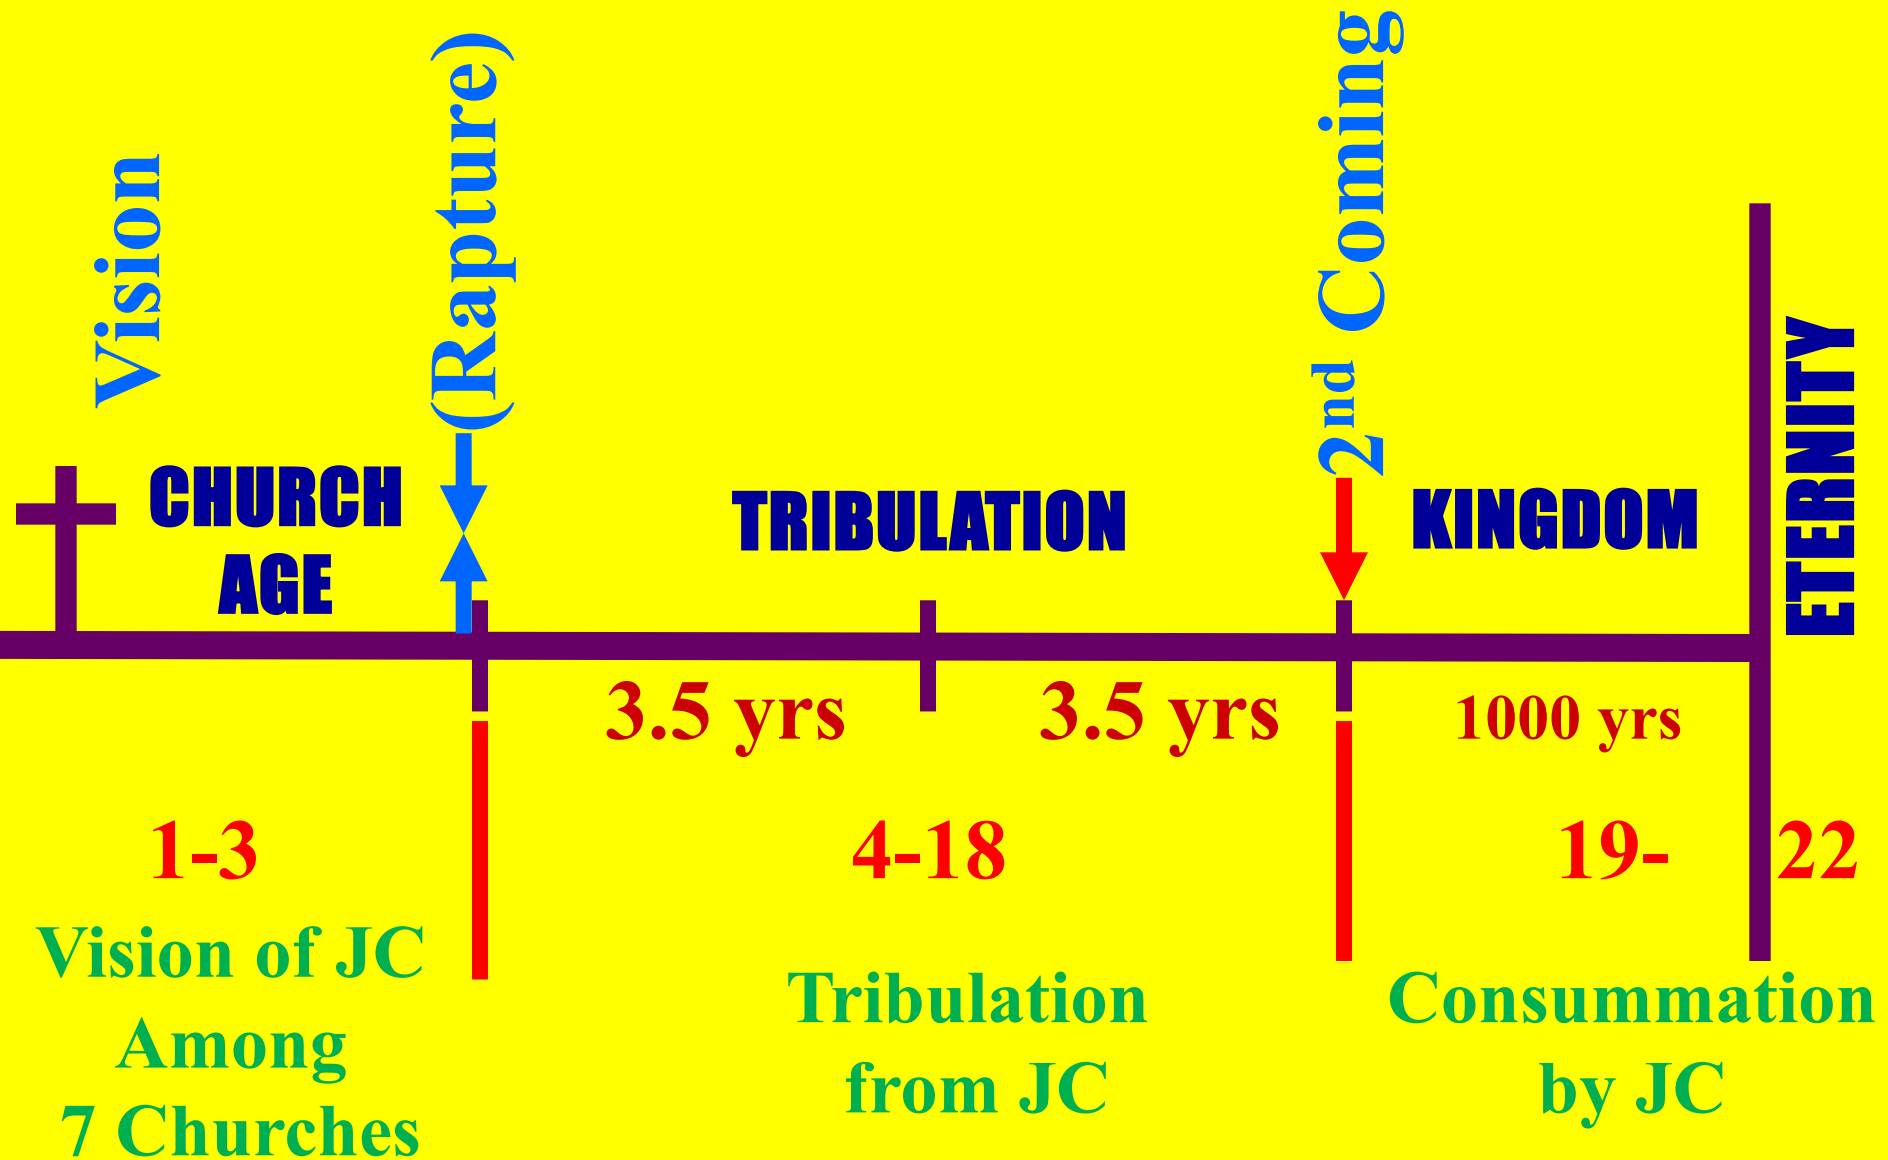 Vision
(Rapture)
2nd Coming
CHURCH
AGE
TRIBULATION
KINGDOM
ETERNITY
3.5 yrs
3.5 yrs
1000 yrs
1-3
4-18
19-
22
Vision of JC
Among
7 Churches
Tribulation
from JC
Consummation
by JC